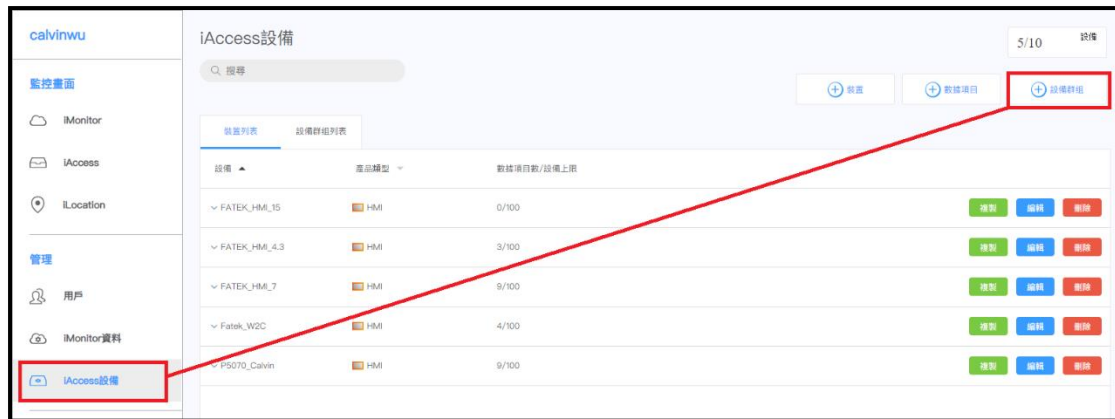 calvinwu
監控畫面
iMonitor
iAccess
iLocation
管理
用戶
iMonitor資料
iAccess設備
iAccess設備
5/10 設備
搜尋
裝置 數據項目 設備群組
裝置列表 設備群組列表
設備 產品類型 數據項目數/設備上限
FATEK_HMI_15 HMI 0/100 複製 編輯 刪除
FATEK_HMI_4.3 HMI 3/100 複製 編輯 刪除
FATEK_HMI_7 HMI 9/100 複製 編輯 刪除
Fatek_W2C HMI 4/100 複製 編輯 刪除
P5070_Calvin HMI 9/100 複製 編輯 刪除